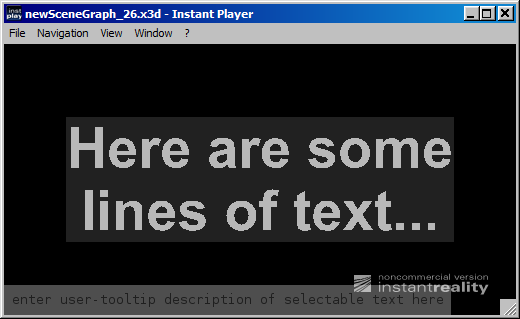 inst play newSceneGraph_26.x3d - Instant Player
File Navigation View Window ?
Here are some
lines of text...
noncommercial version
instantreality
enter user-tooltip description of selectable text here